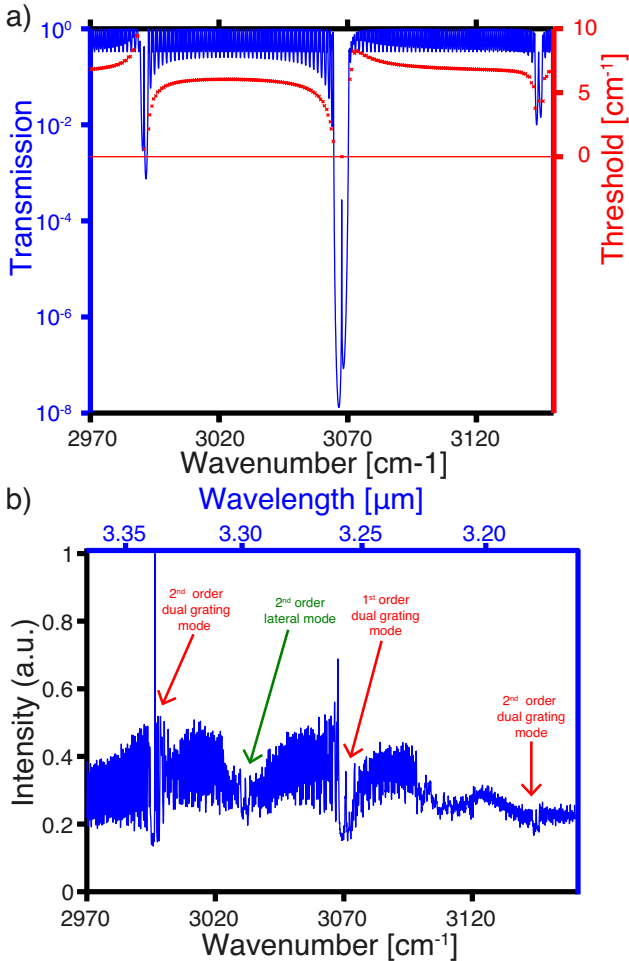 a)
10⁰
10⁻²
10⁻⁴
10⁻⁶
10⁻⁸
Transmission
10
5
0
Threshold [cm⁻¹]
2970
3020
3070
3120
Wavenumber [cm-1]
b)
Wavelength [µm]
3.35
3.30
3.25
3.20
1
0.8
0.6
0.4
0.2
0
Intensity (a.u.)
2ⁿᵈ order
dual grating
mode
2ⁿᵈ order
lateral mode
1ˢᵗ order
dual grating
mode
2ⁿᵈ order
dual grating
mode
2970
3020
3070
3120
Wavenumber [cm⁻¹]